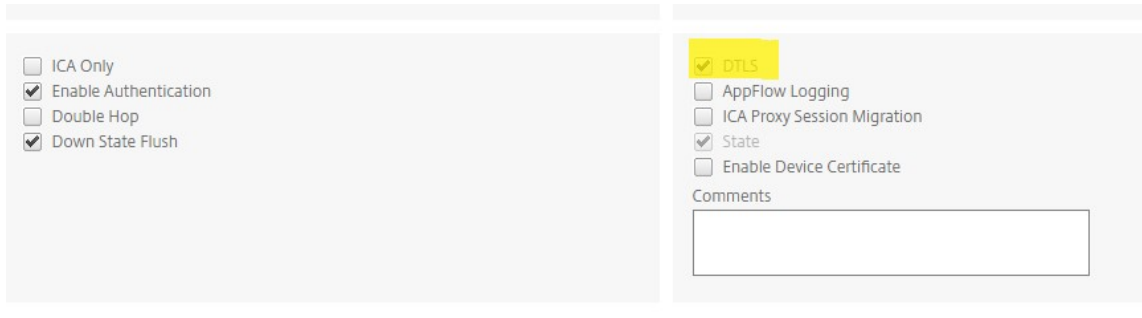 ICA Only
Enable Authentication
Double Hop
Down State Flush
DTLS
AppFlow Logging
ICA Proxy Session Migration
State
Enable Device Certificate
Comments